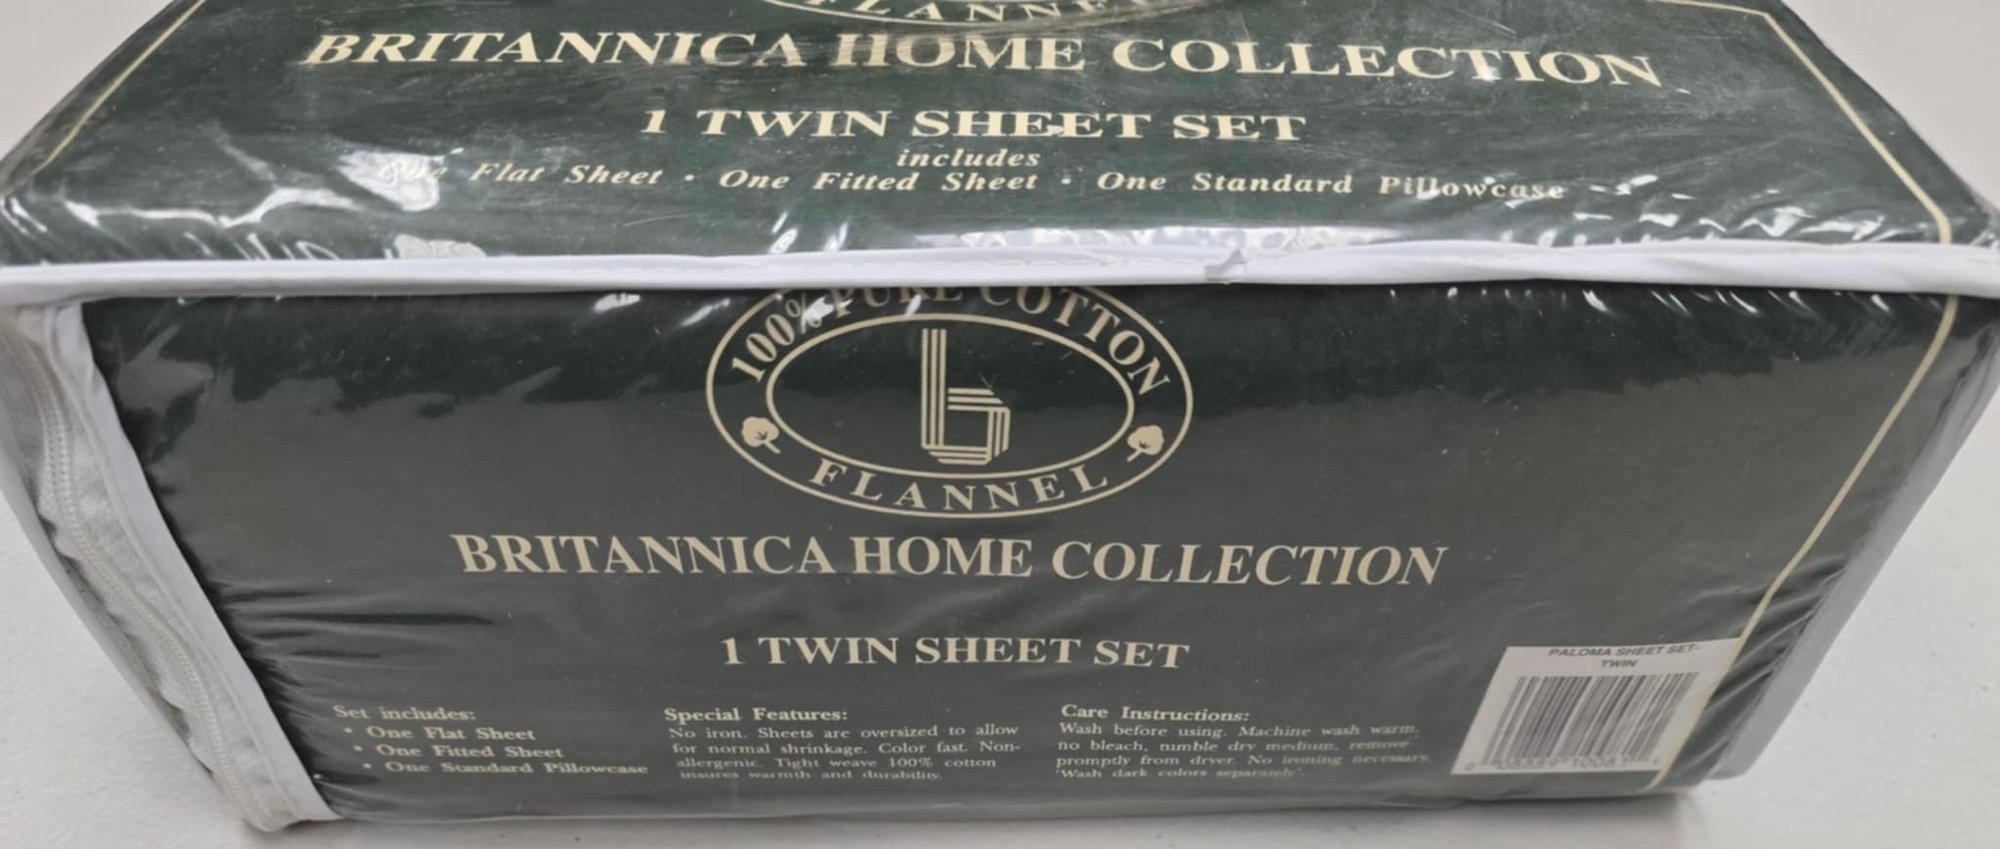 FLANNEL
BRITANNICA HOME COLLECTION
1 TWIN SHEET SET
includes
One Flat Sheet • One Fitted Sheet • One Standard Pillowcase
100% PURE COTTON
b
FLANNEL
BRITANNICA HOME COLLECTION
1 TWIN SHEET SET
Set includes:
• One Flat Sheet
• One Fitted Sheet
• One Standard Pillowcase
Special Features:
No iron. Sheets are oversized to allow
for normal shrinkage. Color fast. Non-
allergenic. Tight weave 100% cotton
insures warmth and durability.
Care Instructions:
Wash before using. Machine wash warm,
no bleach, tumble dry medium, remove
promptly from dryer. No ironing necessary.
"Wash dark colors separately".
PALOMA SHEET SET-
TWIN